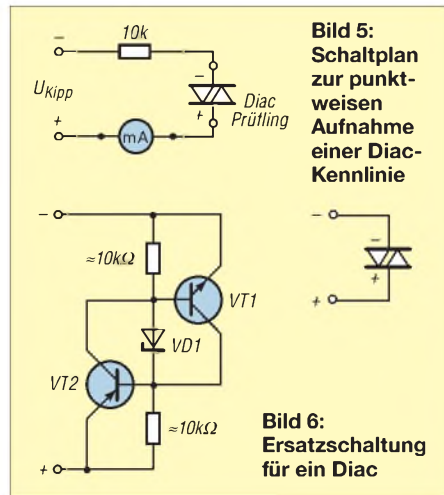 Bild 5:
Schaltplan
zur punkt-
weisen
Aufnahme
einer Diac-
Kennlinie
−
10k
−
U_Kipp
Diac
Prüfling
+
mA
+
−
≈10kΩ
VT1
VD1
VT2
≈10kΩ
+
−
−
+
+
Bild 6:
Ersatzschaltung
für ein Diac